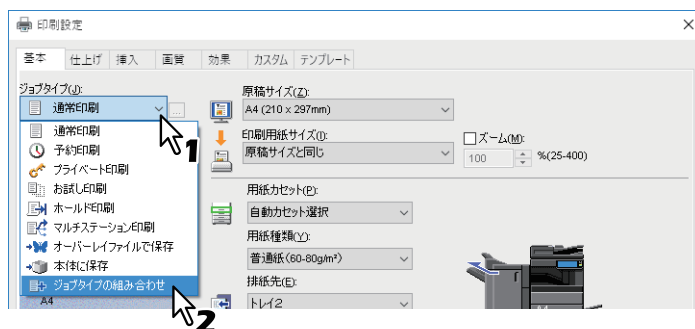 印刷設定
基本 仕上げ 挿入 画質 効果 カスタム テンプレート
ジョブタイプ(J):
通常印刷
...
通常印刷
予約印刷
プライベート印刷
お試し印刷
ホールド印刷
マルチステーション印刷
オーバーレイファイルで保存
本体に保存
ジョブタイプの組み合わせ
A4
1
2
原稿サイズ(Z):
A4 (210 x 297mm)
印刷用紙サイズ(I):
原稿サイズと同じ
ズーム(M):
100 %(25-400)
用紙カセット(P):
自動カセット選択
用紙種類(Y):
普通紙(60-80g/m²)
排紙先(E):
トレイ2